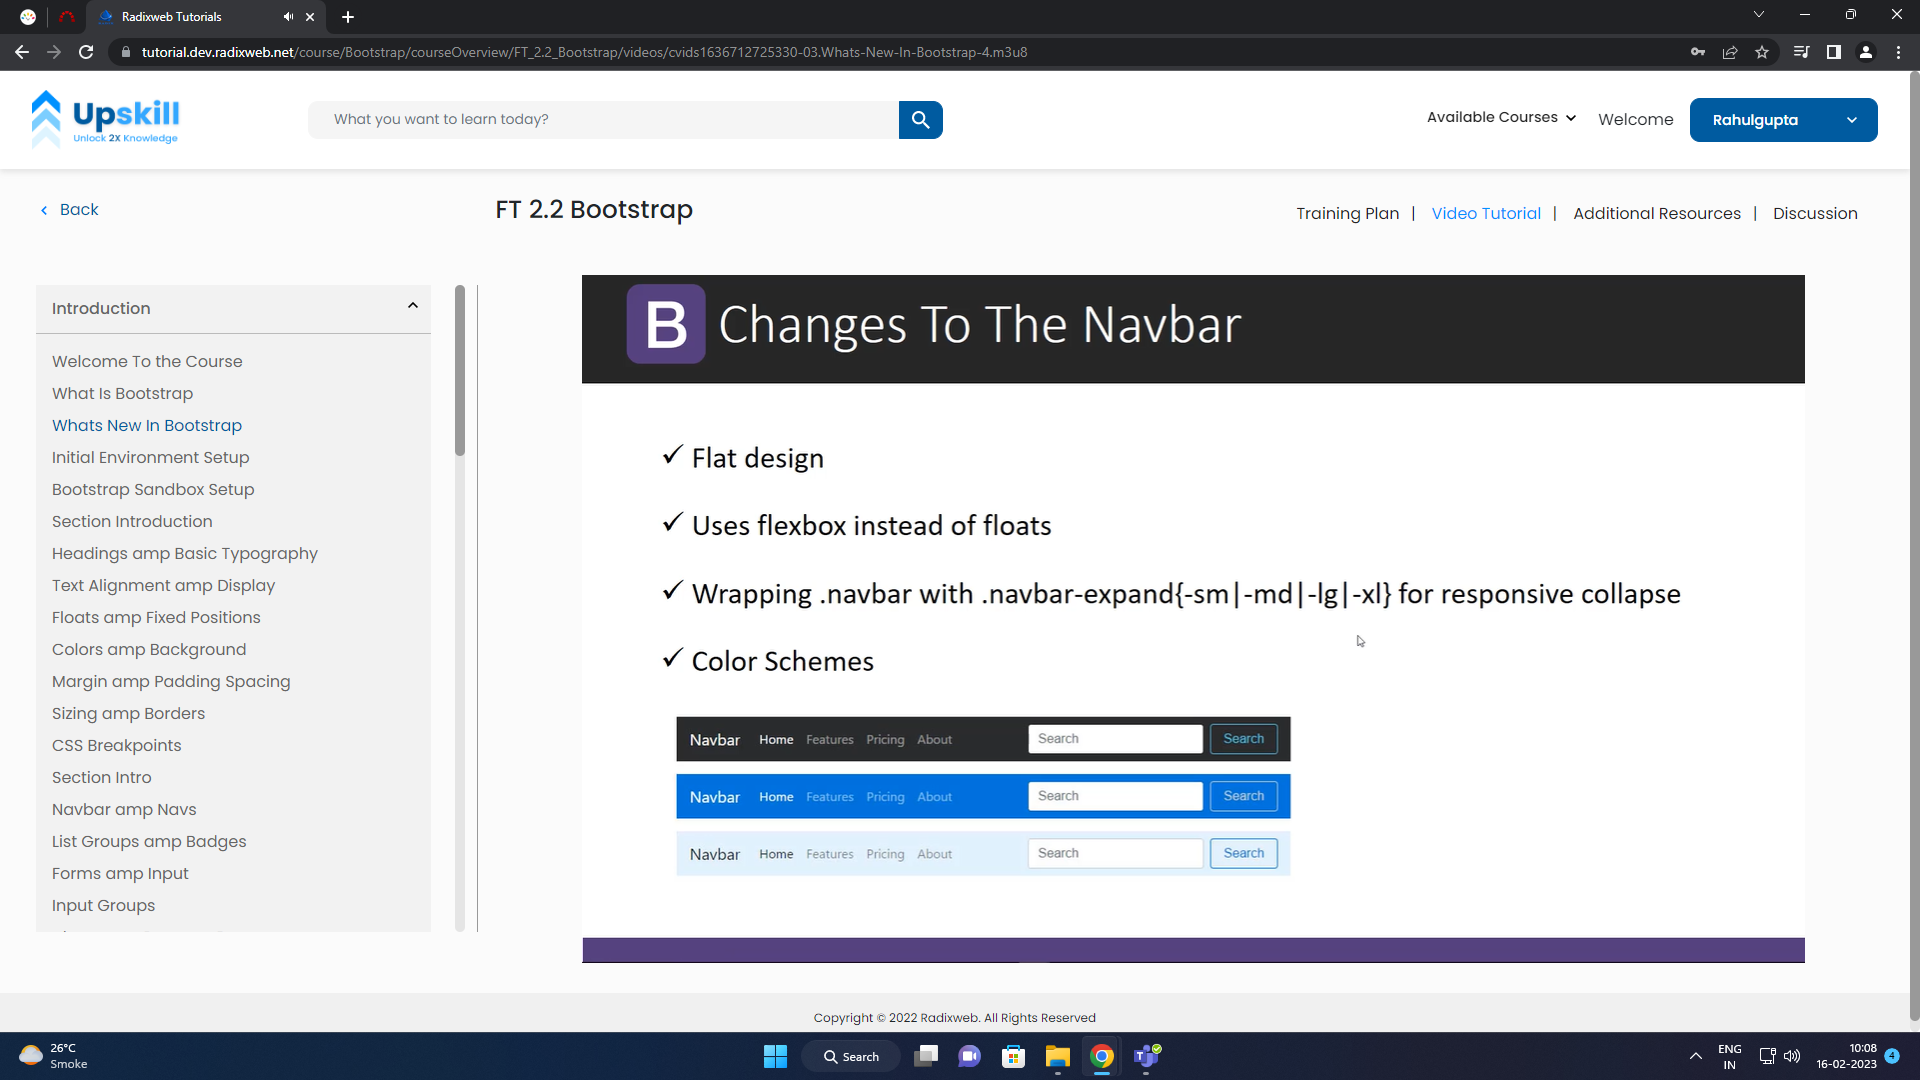 Radixweb Tutorials
tutorial.dev.radixweb.net/course/Bootstrap/courseOverview/FT_2.2_Bootstrap/videos/cvids1636712725330-03.Whats-New-In-Bootstrap-4.m3u8
Upskill
Unlock 2X Knowledge
What you want to learn today?
Available Courses
Welcome
Rahulgupta
Back
FT 2.2 Bootstrap
Training Plan | Video Tutorial | Additional Resources | Discussion
Introduction
Welcome To the Course
What Is Bootstrap
Whats New In Bootstrap
Initial Environment Setup
Bootstrap Sandbox Setup
Section Introduction
Headings amp Basic Typography
Text Alignment amp Display
Floats amp Fixed Positions
Colors amp Background
Margin amp Padding Spacing
Sizing amp Borders
CSS Breakpoints
Section Intro
Navbar amp Navs
List Groups amp Badges
Forms amp Input
Input Groups
B Changes To The Navbar
✓ Flat design
✓ Uses flexbox instead of floats
✓ Wrapping .navbar with .navbar-expand{-sm|-md|-lg|-xl} for responsive collapse
✓ Color Schemes
Navbar Home Features Pricing About Search Search
Navbar Home Features Pricing About Search Search
Navbar Home Features Pricing About Search Search
Copyright © 2022 Radixweb. All Rights Reserved
26°C
Smoke
Search
ENG
IN
10:08
16-02-2023
4